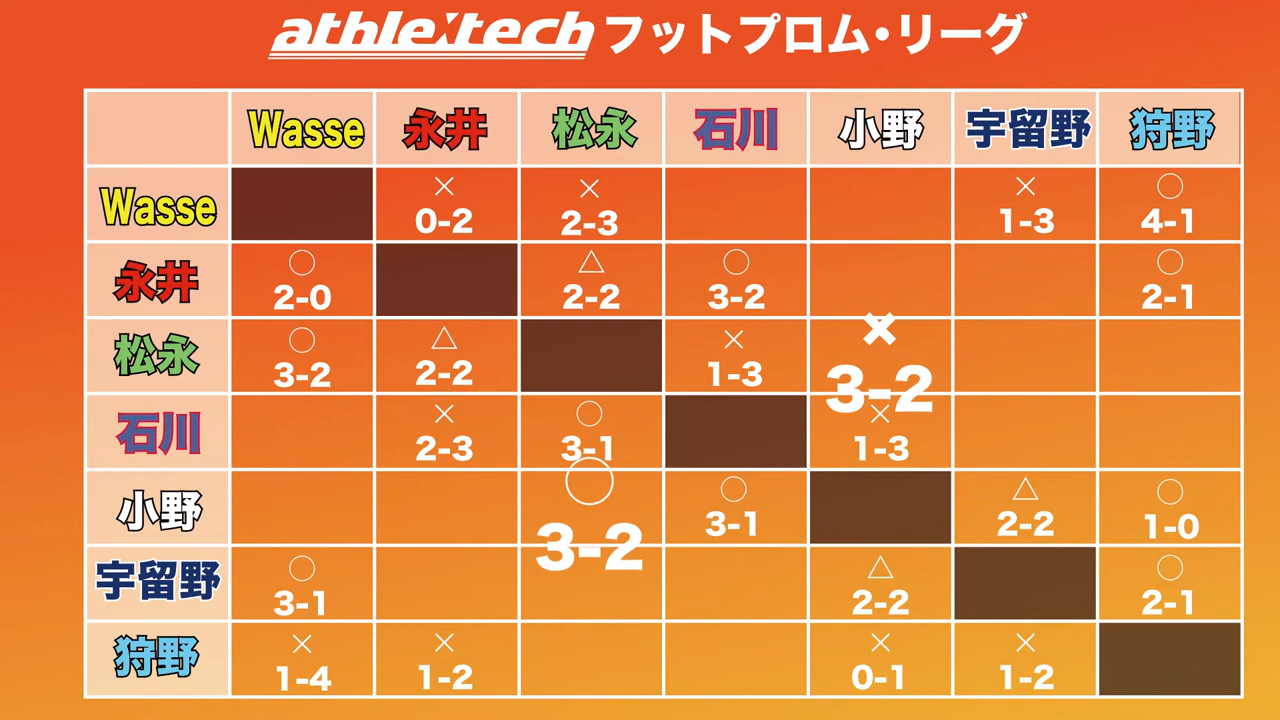 athletech フットプロム・リーグ
Wasse 永井 松永 石川 小野 宇留野 狩野
Wasse × × × ○
0-2 2-3 1-3 4-1
永井 ○ △ ○ ○
2-0 2-2 3-2 2-1
松永 ○ △ × ×
3-2 2-2 1-3 3-2
石川 × ○ ×
2-3 3-1 1-3
小野 ○ ○ △ ○
3-2 3-1 2-2 1-0
宇留野 ○ △ ○
3-1 2-2 2-1
狩野 × × × ×
1-4 1-2 0-1 1-2